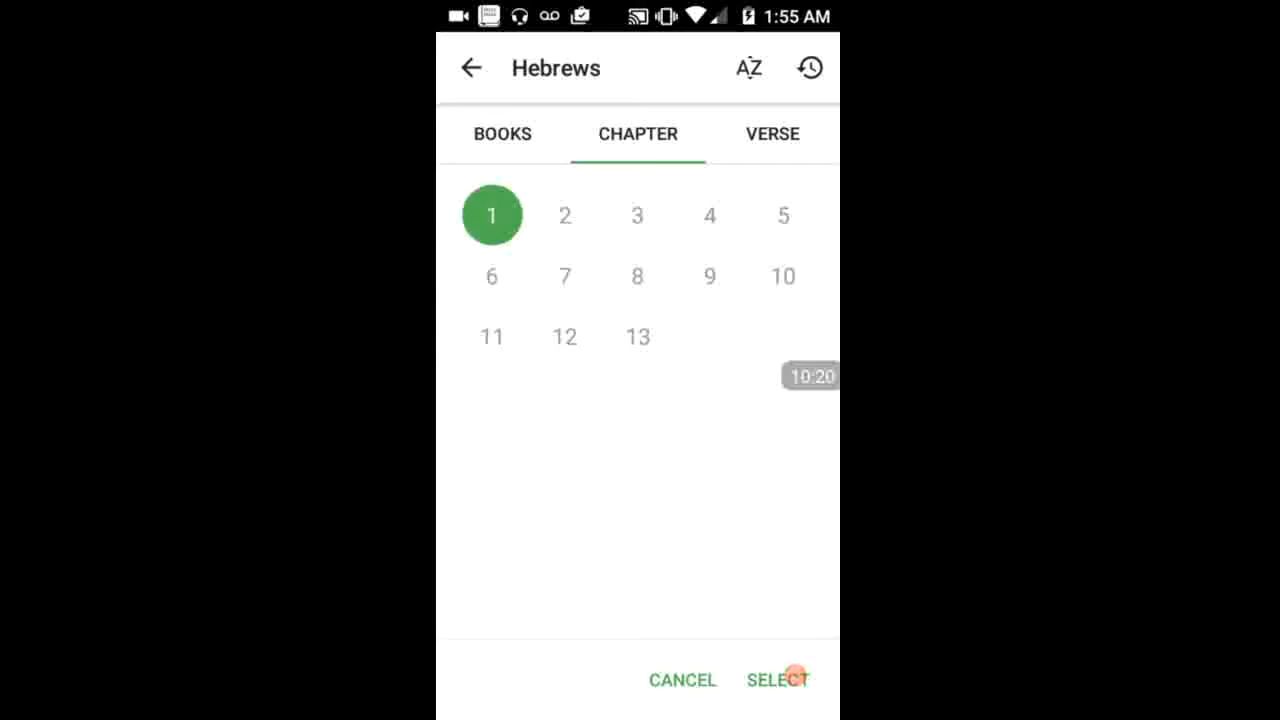 1:55 AM
Hebrews AZ
BOOKS CHAPTER VERSE
1 2 3 4 5
6 7 8 9 10
11 12 13
10:20
CANCEL SELECT